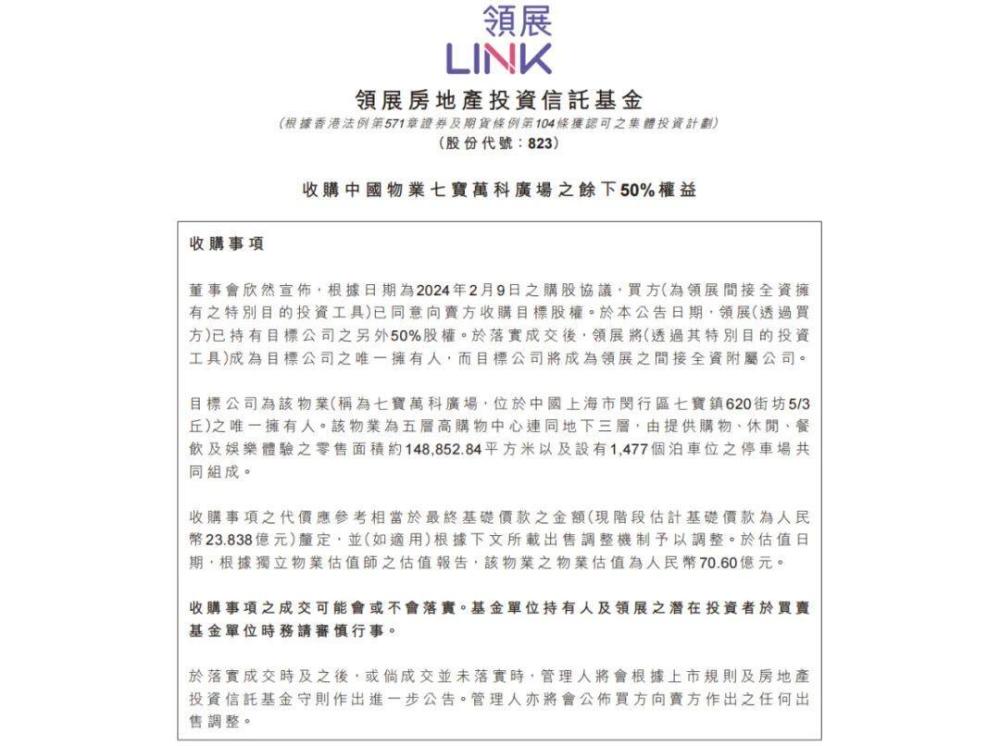 領展
LINK
領展房地產投資信託基金
(根據香港法例第571章證券及期貨條例第104條獲認可之集體投資計劃)
(股份代號：823)
收購中國物業七寶萬科廣場之餘下50%權益
收購事項
董事會欣然宣佈，根據日期為2024年2月9日之購股協議，買方(為領展間接全資擁
有之特別目的投資工具)已同意向賣方收購目標股權。於本公告日期，領展(透過買
方)已持有目標公司之另外50%股權。於落實成交後，領展將(透過其特別目的投資
工具)成為目標公司之唯一擁有人，而目標公司將成為領展之間接全資附屬公司。
目標公司為該物業(稱為七寶萬科廣場，位於中國上海市閔行區七寶鎮620街坊5/3
丘)之唯一擁有人。該物業為五層高購物中心連同地下三層，由提供購物、休閒、餐
飲及娛樂體驗之零售面積約148,852.84平方米以及設有1,477個泊車位之停車場共
同組成。
收購事項之代價應參考相當於最終基礎價款之金額(現階段估計基礎價款為人民
幣23.838億元)釐定，並(如適用)根據下文所載出售調整機制予以調整。於估值日
期，根據獨立物業估值師之估值報告，該物業之物業估值為人民幣70.60億元。
收購事項之成交可能會或不會落實。基金單位持有人及領展之潛在投資者於買賣
基金單位時務請審慎行事。
於落實成交時及之後，或倘成交並未落實時，管理人將會根據上市規則及房地產
投資信託基金守則作出進一步公告。管理人亦將會公佈買方向賣方作出之任何出
售調整。